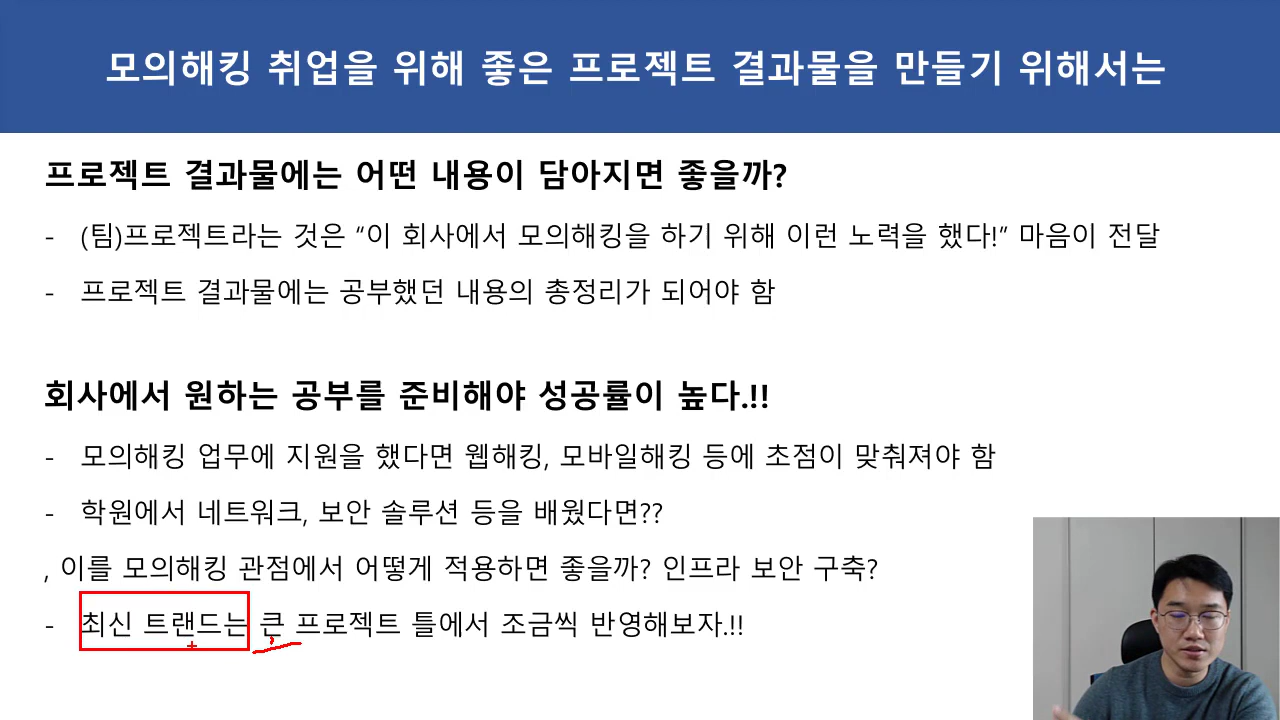 모의해킹 취업을 위해 좋은 프로젝트 결과물을 만들기 위해서는
프로젝트 결과물에는 어떤 내용이 담아지면 좋을까?
- (팀)프로젝트라는 것은 “이 회사에서 모의해킹을 하기 위해 이런 노력을 했다!” 마음이 전달
- 프로젝트 결과물에는 공부했던 내용의 총정리가 되어야 함
회사에서 원하는 공부를 준비해야 성공률이 높다.!!
- 모의해킹 업무에 지원을 했다면 웹해킹, 모바일해킹 등에 초점이 맞춰져야 함
- 학원에서 네트워크, 보안 솔루션 등을 배웠다면??
, 이를 모의해킹 관점에서 어떻게 적용하면 좋을까? 인프라 보안 구축?
- 최신 트랜드는 큰 프로젝트 틀에서 조금씩 반영해보자.!!